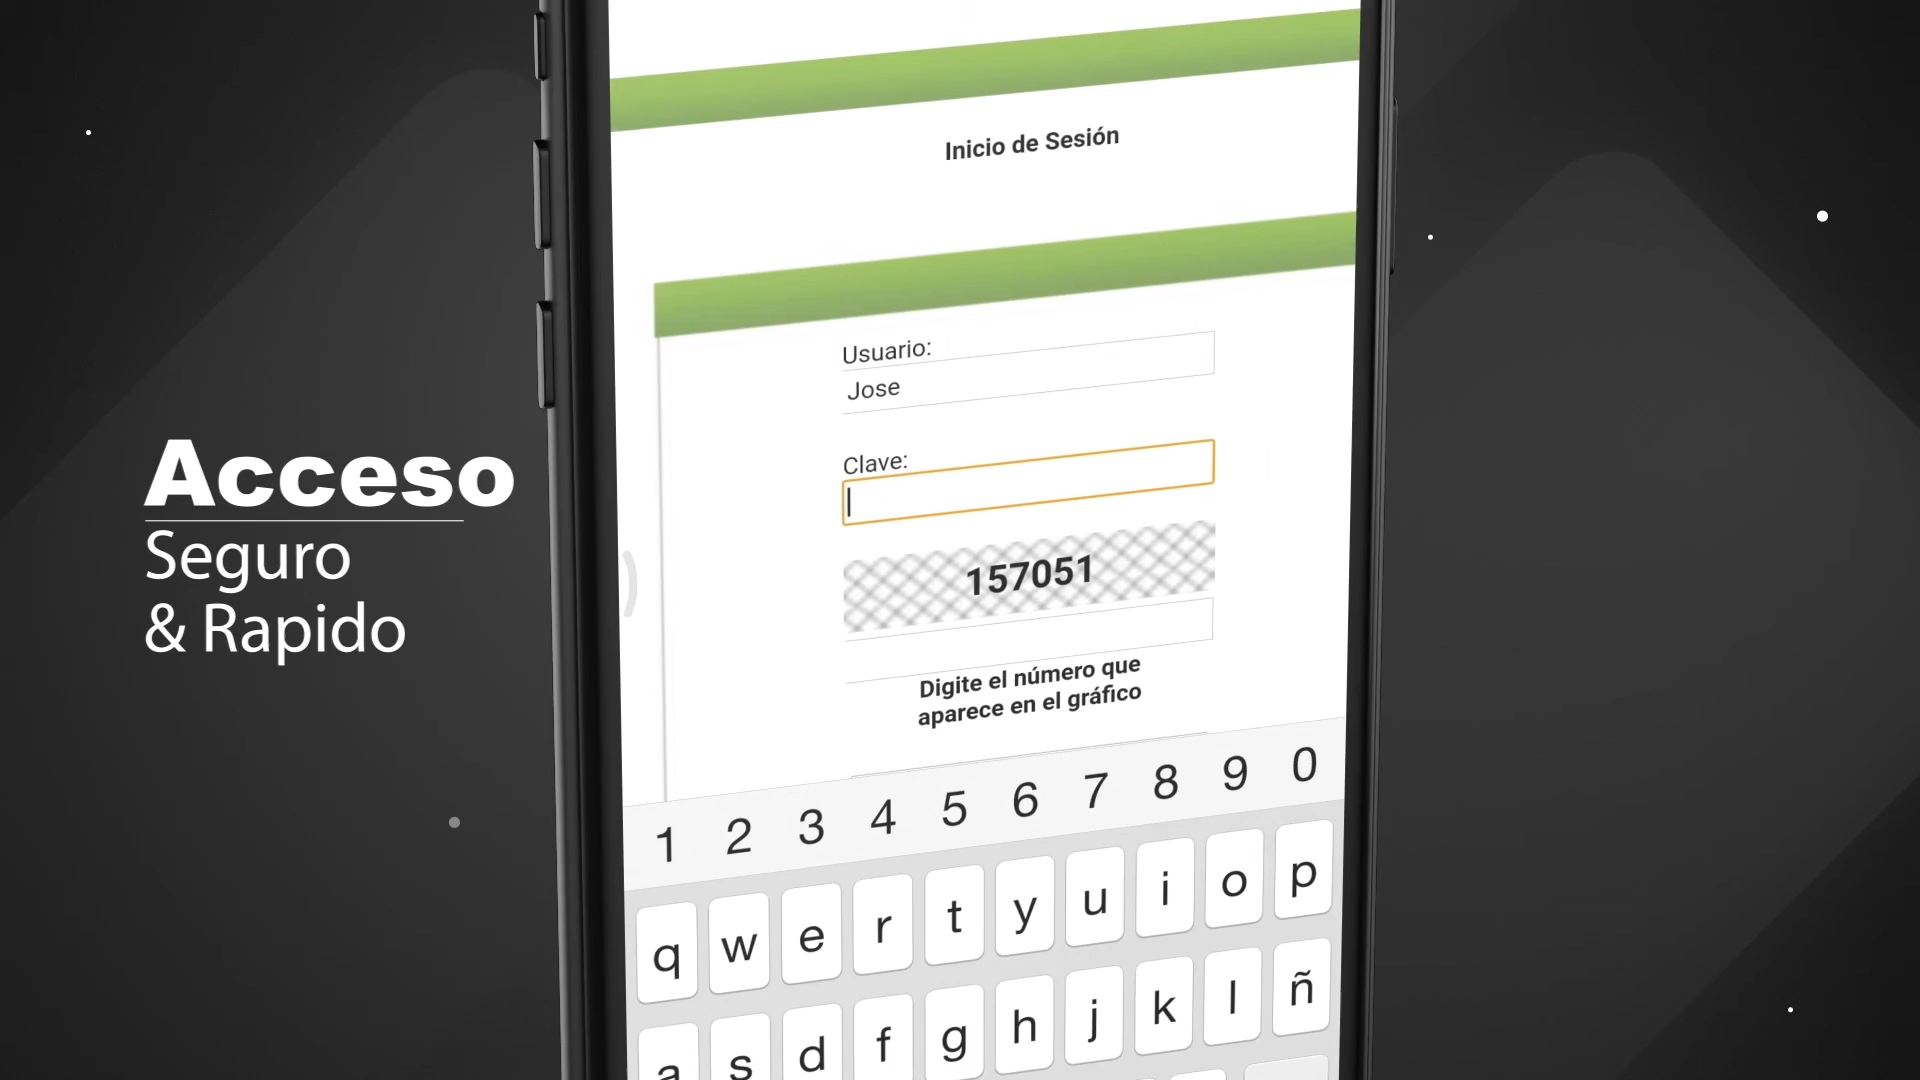 Acceso
Seguro
& Rapido
Inicio de Sesión
Usuario:
Jose
Clave:
157051
Digite el número que
aparece en el gráfico
1 2 3 4 5 6 7 8 9 0
q w e r t y u i o p
a s d f g h j k l ñ